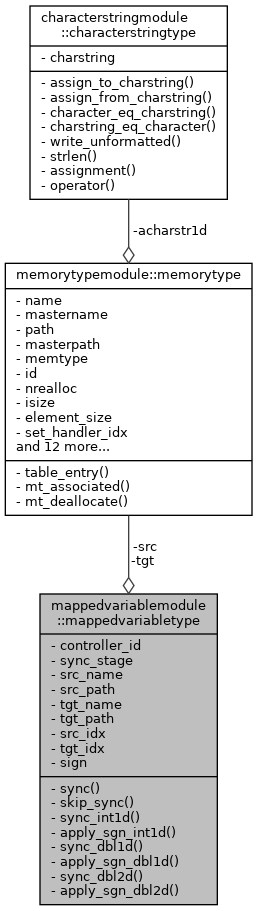 characterstringmodule
::characterstringtype
- charstring
- assign_to_charstring()
- assign_from_charstring()
- character_eq_charstring()
- charstring_eq_character()
- write_unformatted()
- strlen()
- assignment()
- operator()
-acharstr1d
memorytypemodule::memorytype
- name
- mastername
- path
- masterpath
- memtype
- id
- nrealloc
- isize
- element_size
- set_handler_idx
and 12 more...
- table_entry()
- mt_associated()
- mt_deallocate()
-src
-tgt
mappedvariablemodule
::mappedvariabletype
- controller_id
- sync_stage
- src_name
- src_path
- tgt_name
- tgt_path
- src_idx
- tgt_idx
- sign
- sync()
- skip_sync()
- sync_int1d()
- apply_sgn_int1d()
- sync_dbl1d()
- apply_sgn_dbl1d()
- sync_dbl2d()
- apply_sgn_dbl2d()